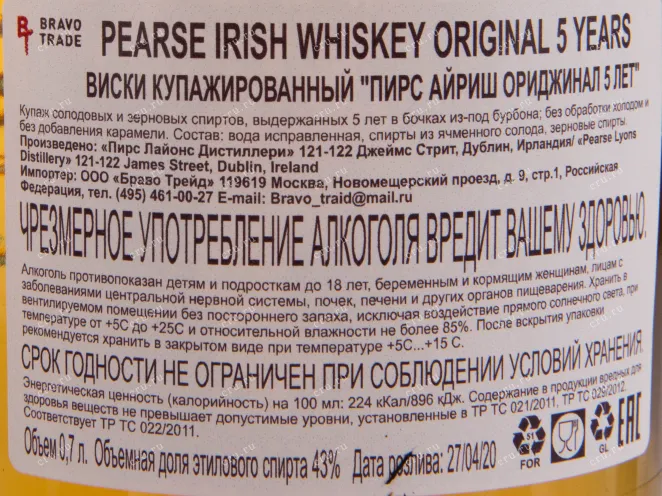 BRAVO
TRADE
PEARSE IRISH WHISKEY ORIGINAL 5 YEARS
ВИСКИ КУПАЖИРОВАННЫЙ "ПИРС АЙРИШ ОРИДЖИНАЛ 5 ЛЕТ"
Купаж солодовых и зерновых спиртов, выдержанных 5 лет в бочках из-под бурбона; без обработки холодом и
без добавления карамели. Состав: вода исправленная, спирты из ячменного солода, зерновые спирты.
Произведено: «Пирс Лайонс Дистиллери» 121-122 Джеймс Стрит, Дублин, Ирландия/ «Pearse Lyons
Distillery» 121-122 James Street, Dublin, Ireland
Импортер: ООО «Браво Трейд» 119619 Москва, Новомещерский проезд, д. 9, стр.1, Российская
Федерация, тел. (495) 461-00-27 E-mail: Bravo_traid@mail.ru
ЧРЕЗМЕРНОЕ УПОТРЕБЛЕНИЕ АЛКОГОЛЯ ВРЕДИТ ВАШЕМУ ЗДОРОВЬЮ.
Алкоголь противопоказан детям и подросткам до 18 лет, беременным и кормящим женщинам, лицам с
заболеваниями центральной нервной системы, почек, печени и других органов пищеварения. Хранить в
вентилируемом помещении без постороннего запаха, исключая воздействие прямого солнечного света, при
температуре от +5С до +25С и относительной влажности не более 85%. После вскрытия упаковки
рекомендуется хранить в закрытом виде при температуре +5С...+15 С.
СРОК ГОДНОСТИ НЕ ОГРАНИЧЕН ПРИ СОБЛЮДЕНИИ УСЛОВИЙ ХРАНЕНИЯ.
Энергетическая ценность (калорийность) на 100 мл: 224 кКал/896 кДж. Содержание в продукции вредных для
здоровья веществ не превышает допустимые уровни, установленные в ТР ТС 021/2011, ТР ТС 029/2012.
Соответствует ТР ТС 022/2011.
Объем 0,7 л. Объемная доля этилового спирта 43% Дата розлива: 27/04/20
51
FOR
GL
EAC